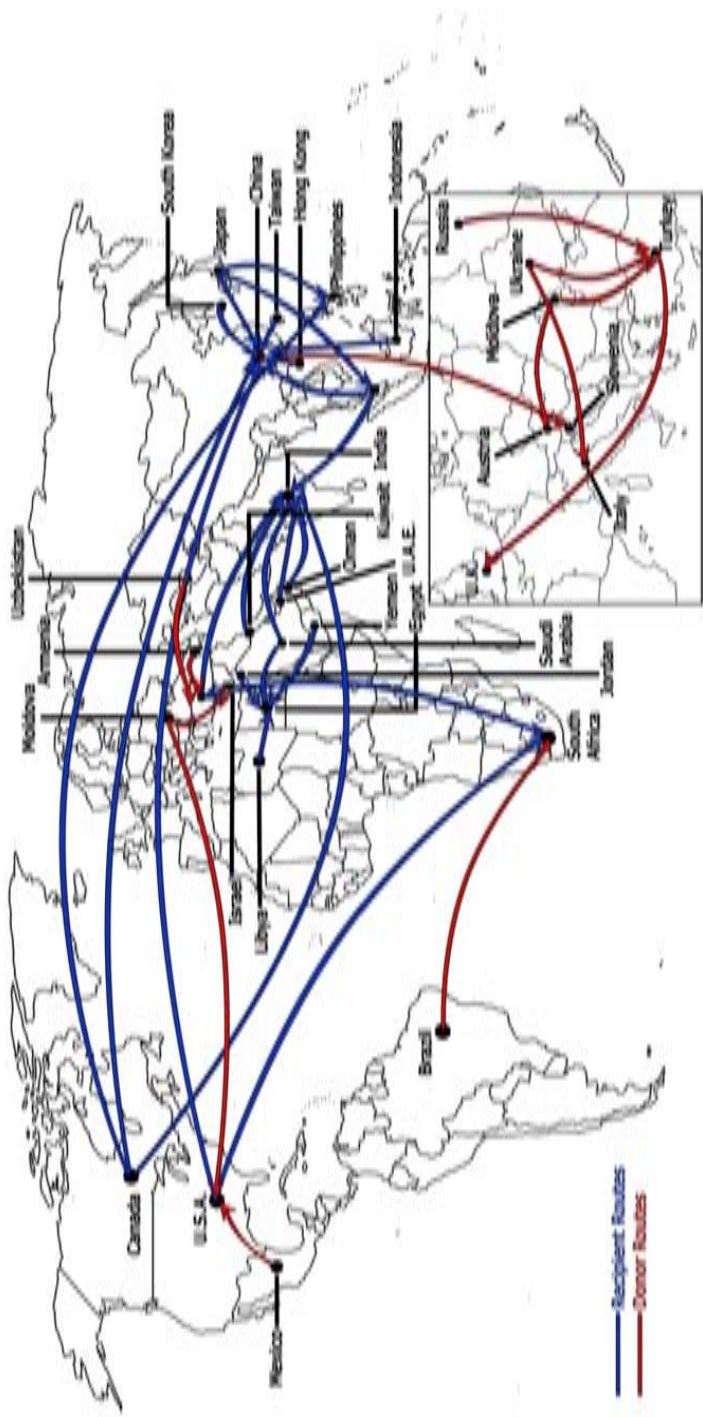 Moldova
Armenia
Uzbekistan
South Korea
Japan
China
Taiwan
Hong Kong
Philippines
Indonesia
Canada
U.S.A.
Mexico
Israel
Libya
Kuwait
India
Oman
U.A.E.
Yemen
Egypt
Saudi
Arabia
Jordan
South
Africa
Brazil
Russia
Ukraine
Moldova
Austria
Slovenia
U.K.
Italy
Turkey
Recipient Routes
Donor Routes